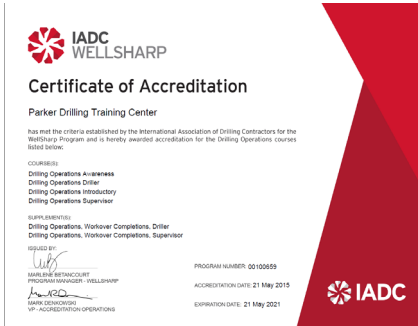 IADC
WELLSHARP
Certificate of Accreditation
Parker Drilling Training Center
has met the criteria established by the International Association of Drilling Contractors for the
WellSharp Program and is hereby awarded accreditation for the Drilling Operations courses
listed below:
COURSE(S):
Drilling Operations Awareness
Drilling Operations Driller
Drilling Operations Introductory
Drilling Operations Supervisor
SUPPLEMENT(S):
Drilling Operations, Workover Completions, Driller
Drilling Operations, Workover Completions, Supervisor
ISSUED BY:
MARLENE BETANCOURT
PROGRAM MANAGER - WELLSHARP
MARK DENKOWSKI
VP - ACCREDITATION OPERATIONS
PROGRAM NUMBER: 00100659
ACCREDITATION DATE: 21 May 2015
EXPIRATION DATE: 21 May 2021
IADC